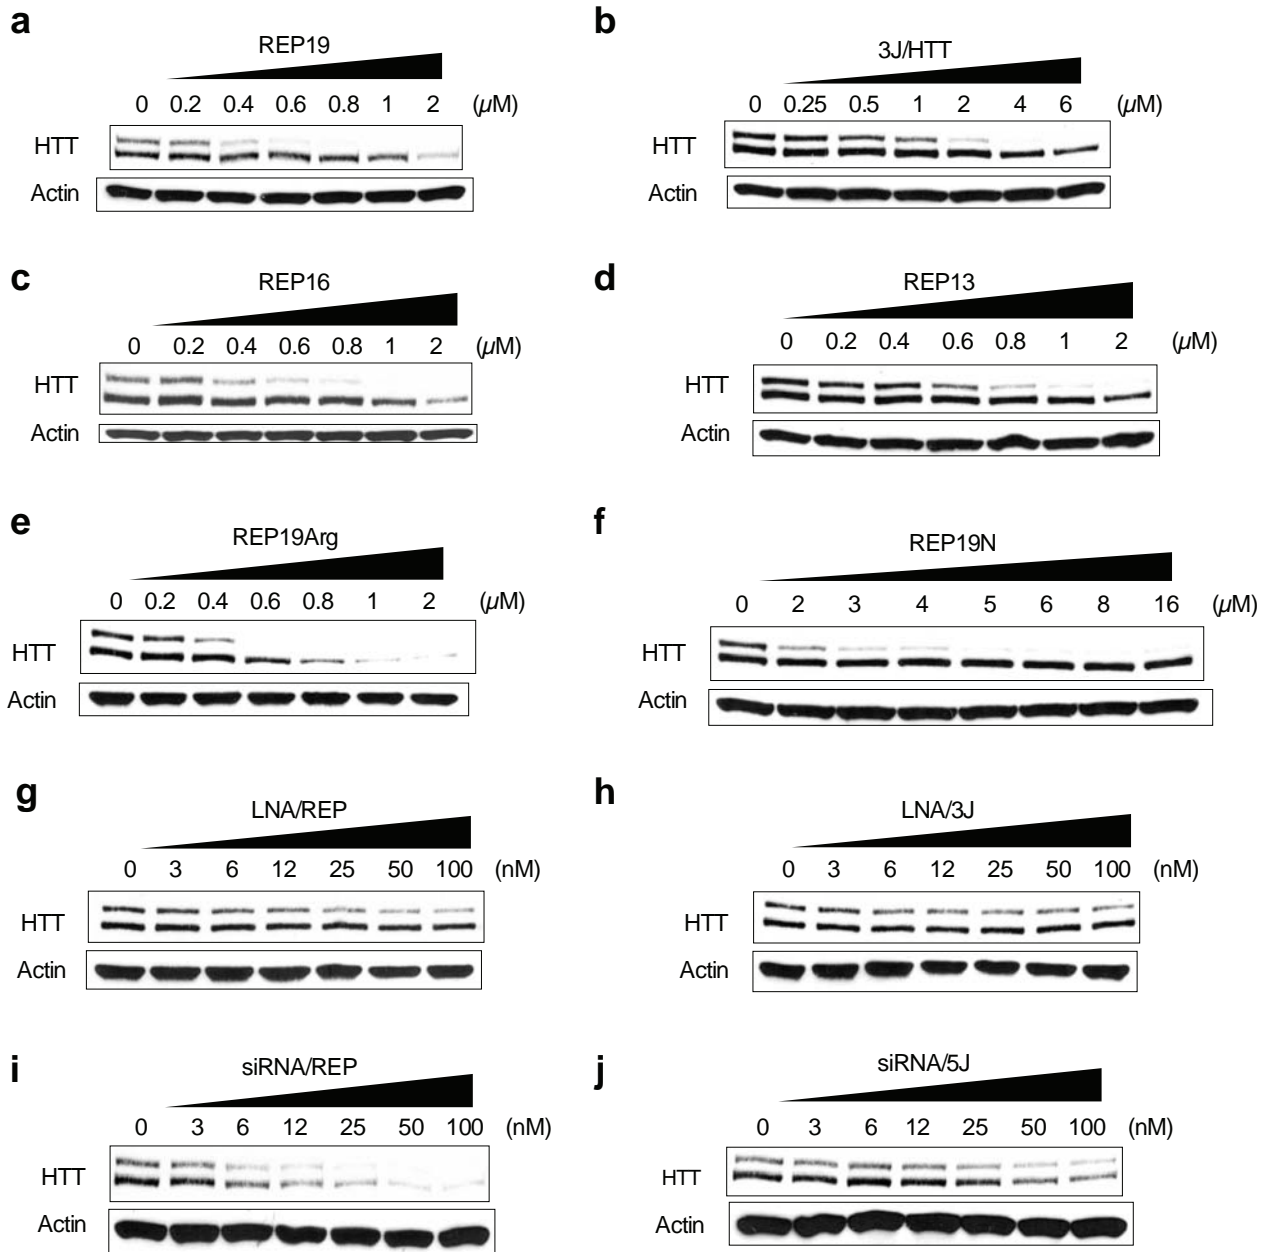 a
REP19
0 0.2 0.4 0.6 0.8 1 2 (µM)
HTT
Actin
b
3J/HTT
0 0.25 0.5 1 2 4 6 (µM)
HTT
Actin
c
REP16
0 0.2 0.4 0.6 0.8 1 2 (µM)
HTT
Actin
d
REP13
0 0.2 0.4 0.6 0.8 1 2 (µM)
HTT
Actin
e
REP19Arg
0 0.2 0.4 0.6 0.8 1 2 (µM)
HTT
Actin
f
REP19N
0 2 3 4 5 6 8 16 (µM)
HTT
Actin
g
LNA/REP
0 3 6 12 25 50 100 (nM)
HTT
Actin
h
LNA/3J
0 3 6 12 25 50 100 (nM)
HTT
Actin
i
siRNA/REP
0 3 6 12 25 50 100 (nM)
HTT
Actin
j
siRNA/5J
0 3 6 12 25 50 100 (nM)
HTT
Actin